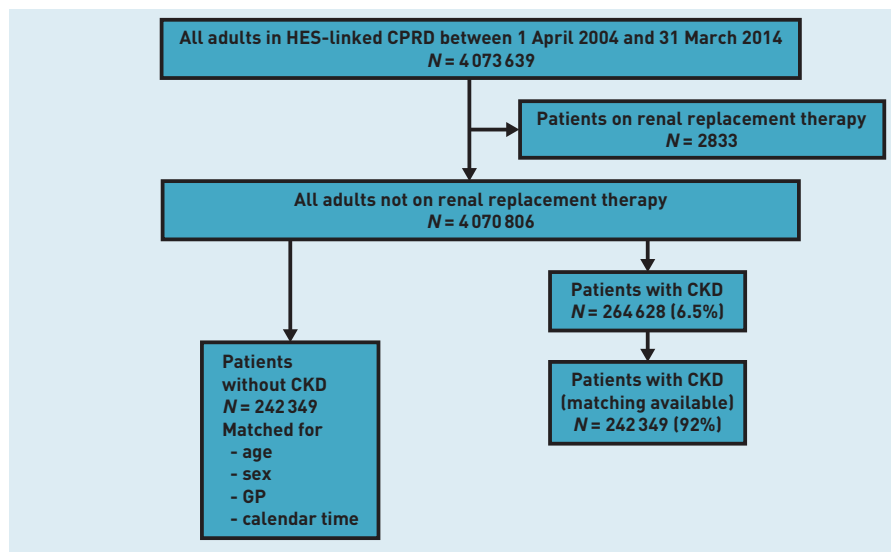 All adults in HES-linked CPRD between 1 April 2004 and 31 March 2014
N = 4 073 639
Patients on renal replacement therapy
N = 2833
All adults not on renal replacement therapy
N = 4 070 806
Patients with CKD
N = 264 628 (6.5%)
Patients
without CKD
N = 242 349
Matched for
- age
- sex
- GP
- calendar time
Patients with CKD
(matching available)
N = 242 349 (92%)